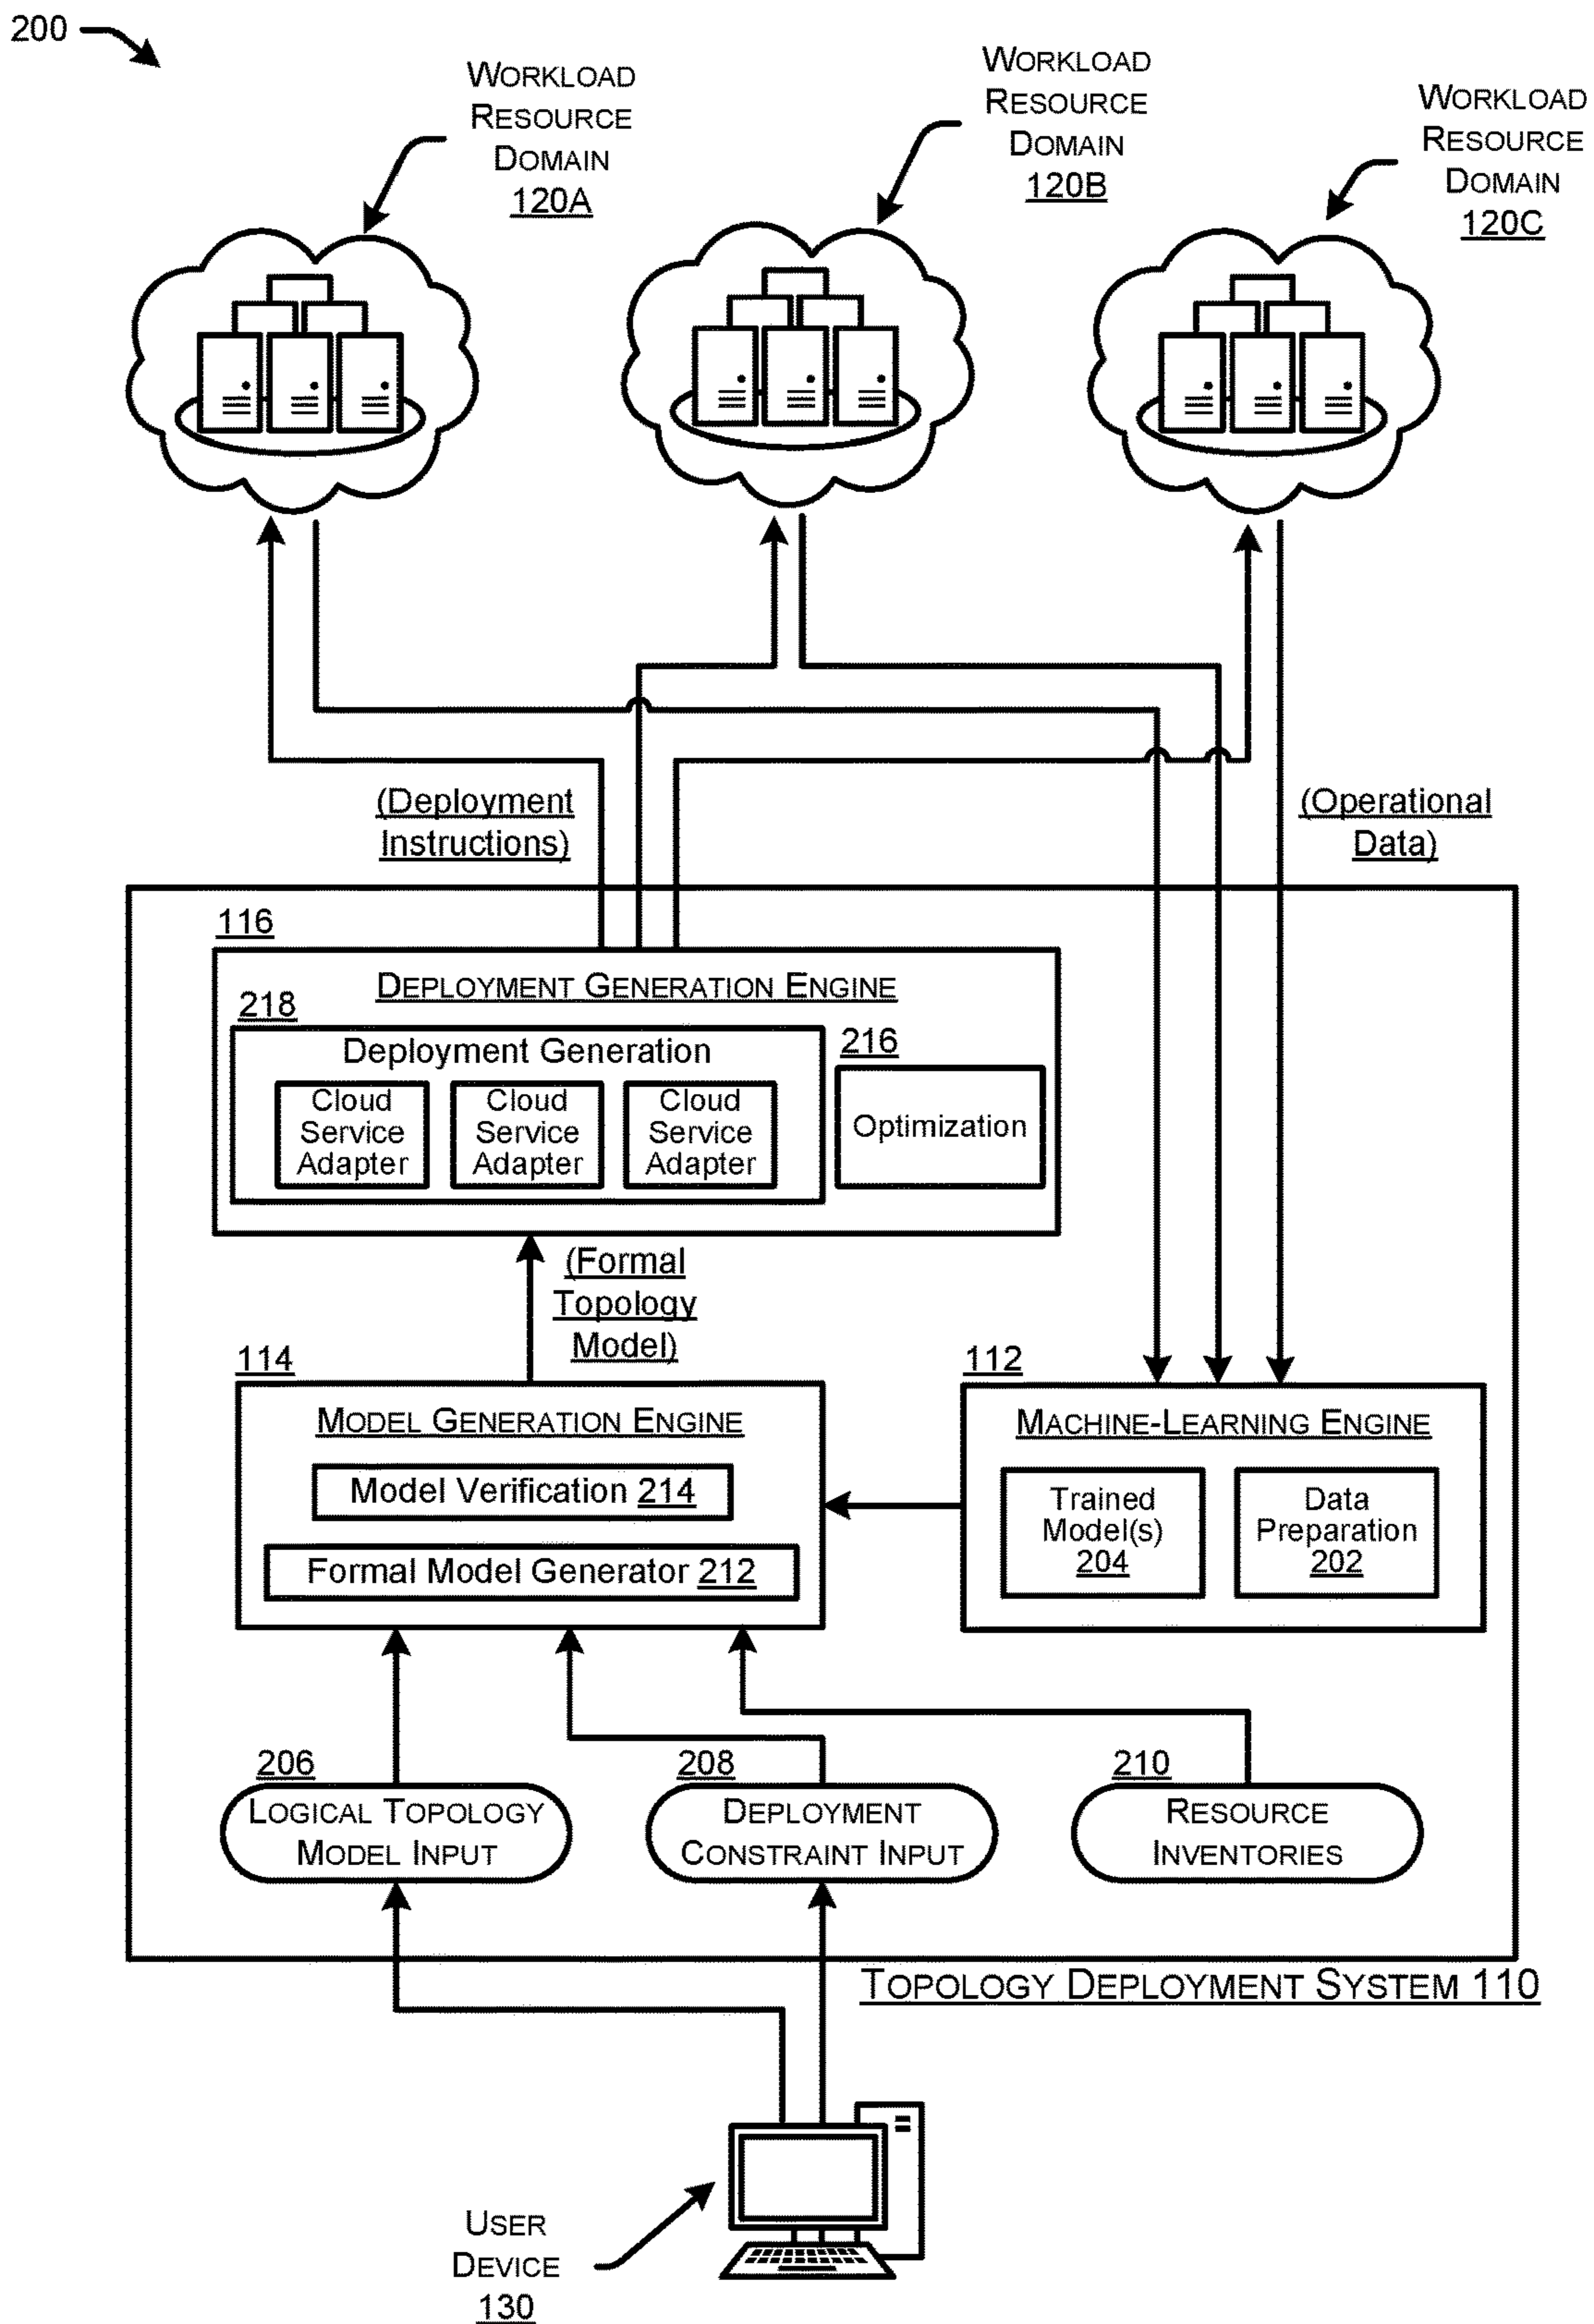 200
WORKLOAD
RESOURCE
DOMAIN
120A
WORKLOAD
RESOURCE
DOMAIN
120B
WORKLOAD
RESOURCE
DOMAIN
120C
(Deployment
Instructions)
(Operational
Data)
116
DEPLOYMENT GENERATION ENGINE
218
Deployment Generation
Cloud
Service
Adapter
Cloud
Service
Adapter
Cloud
Service
Adapter
216
Optimization
(Formal
Topology
Model)
114
MODEL GENERATION ENGINE
Model Verification 214
Formal Model Generator 212
112
MACHINE-LEARNING ENGINE
Trained
Model(s)
204
Data
Preparation
202
206
LOGICAL TOPOLOGY
MODEL INPUT
208
DEPLOYMENT
CONSTRAINT INPUT
210
RESOURCE
INVENTORIES
TOPOLOGY DEPLOYMENT SYSTEM 110
USER
DEVICE
130